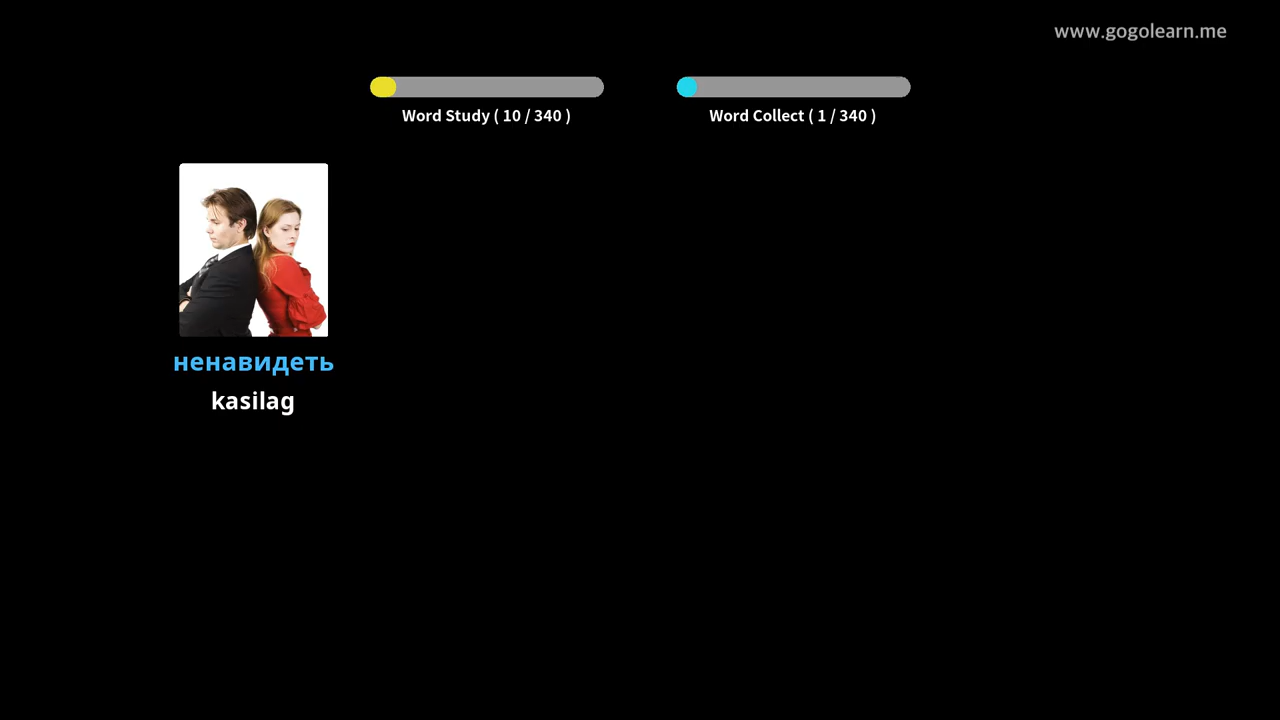 www.gogolearn.me
Word Study ( 10 / 340 )
Word Collect ( 1 / 340 )
ненавидеть
kasilag